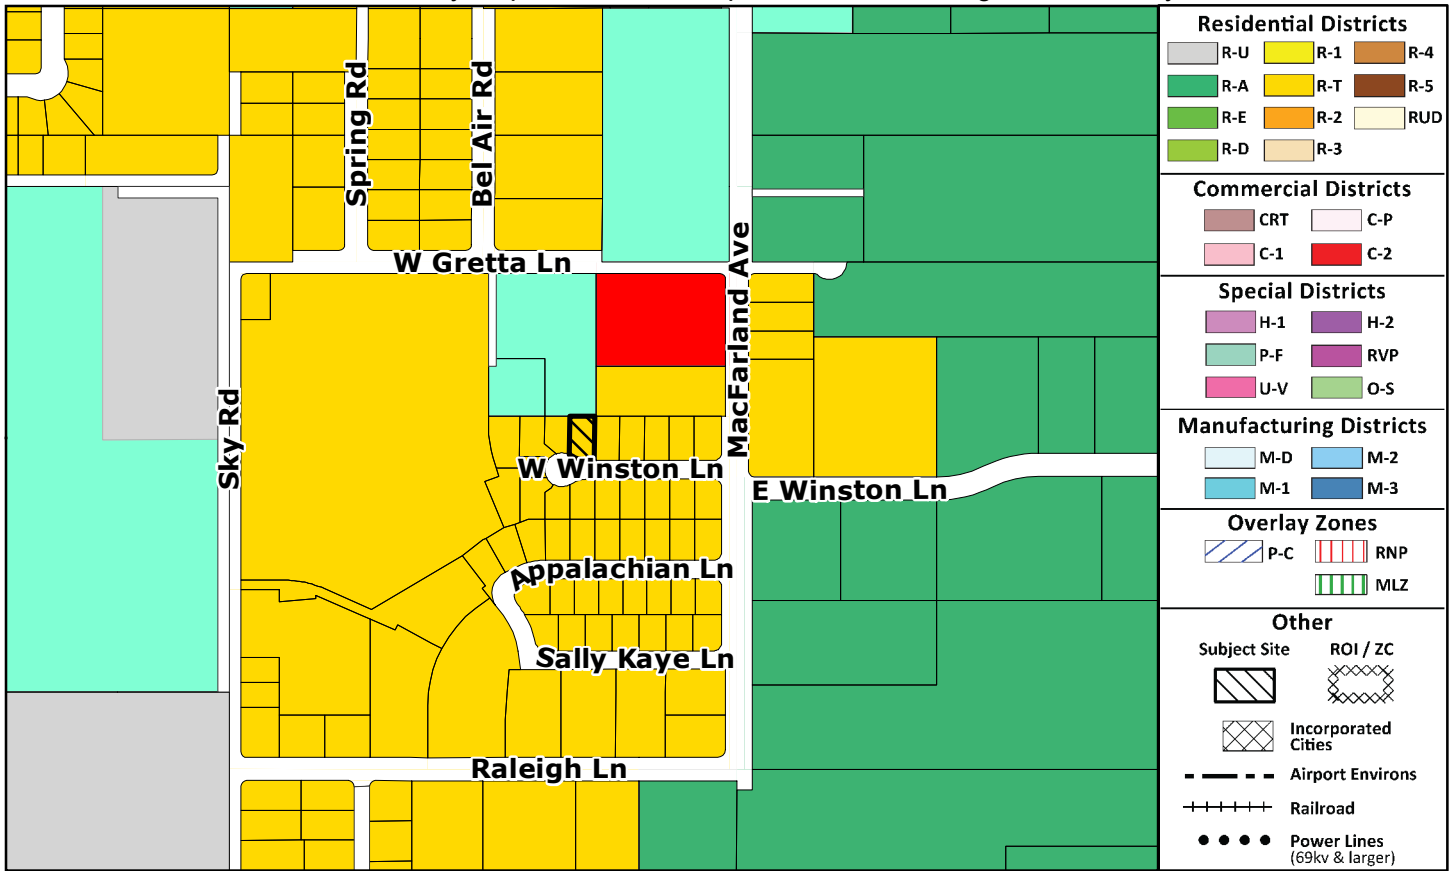 Spring Rd
Bel Air Rd
W Gretta Ln
MacFarland Ave
Sky Rd
W Winston Ln
E Winston Ln
Appalachian Ln
Sally Kaye Ln
Raleigh Ln
Residential Districts
R-U R-1 R-4
R-A R-T R-5
R-E R-2 RUD
R-D R-3
Commercial Districts
CRT C-P
C-1 C-2
Special Districts
H-1 H-2
P-F RVP
U-V O-S
Manufacturing Districts
M-D M-2
M-1 M-3
Overlay Zones
P-C RNP
MLZ
Other
Subject Site ROI / ZC
Incorporated
Cities
Airport Environs
Railroad
Power Lines
(69kv & larger)